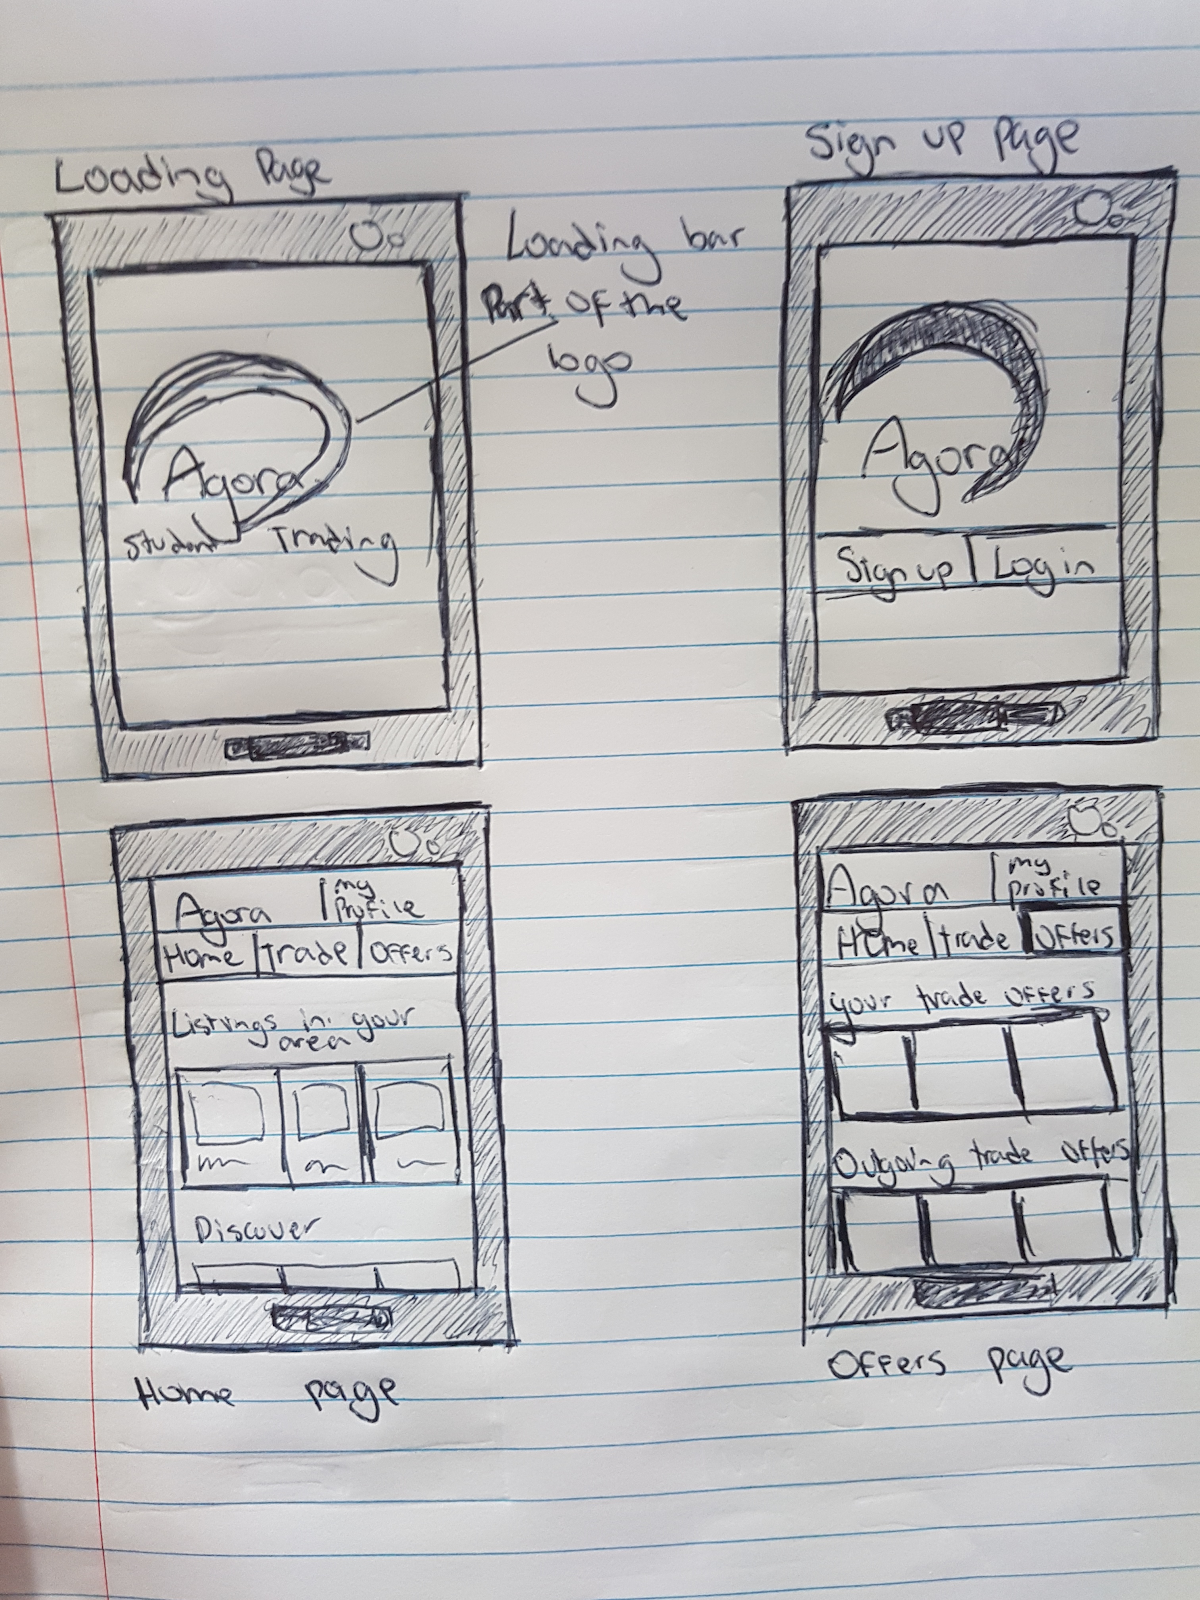 Loading Page
Loading bar
Part of the
logo
Agora
Student Trading
Sign up page
Agora
Sign up Log in
Agora my
profile
Home Trade Offers
Listings in your
area
Discover
Home page
Agora my
profile
Home trade Offers
your trade offers
Outgoing trade offers
Offers page